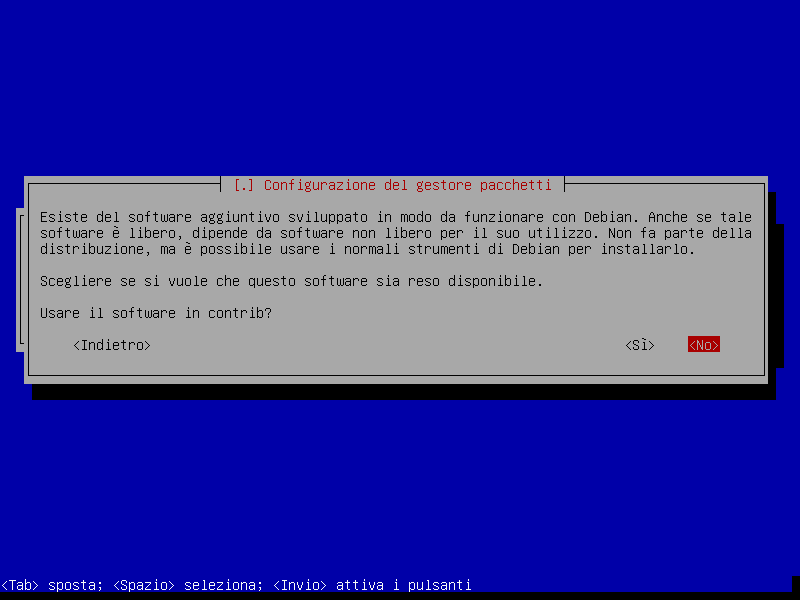 [.] Configurazione del gestore pacchetti
Esiste del software aggiuntivo sviluppato in modo da funzionare con Debian. Anche se tale
software è libero, dipende da software non libero per il suo utilizzo. Non fa parte della
distribuzione, ma è possibile usare i normali strumenti di Debian per installarlo.
Scegliere se si vuole che questo software sia reso disponibile.
Usare il software in contrib?
<Indietro> <Sì> <No>
<Tab> sposta; <Spazio> seleziona; <Invio> attiva i pulsanti